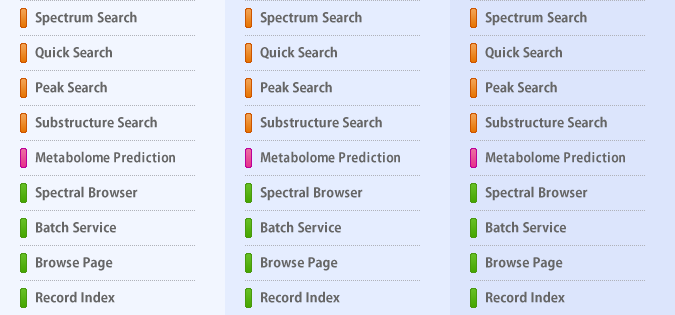 Spectrum Search Spectrum Search Spectrum Search
Quick Search Quick Search Quick Search
Peak Search Peak Search Peak Search
Substructure Search Substructure Search Substructure Search
Metabolome Prediction Metabolome Prediction Metabolome Prediction
Spectral Browser Spectral Browser Spectral Browser
Batch Service Batch Service Batch Service
Browse Page Browse Page Browse Page
Record Index Record Index Record Index